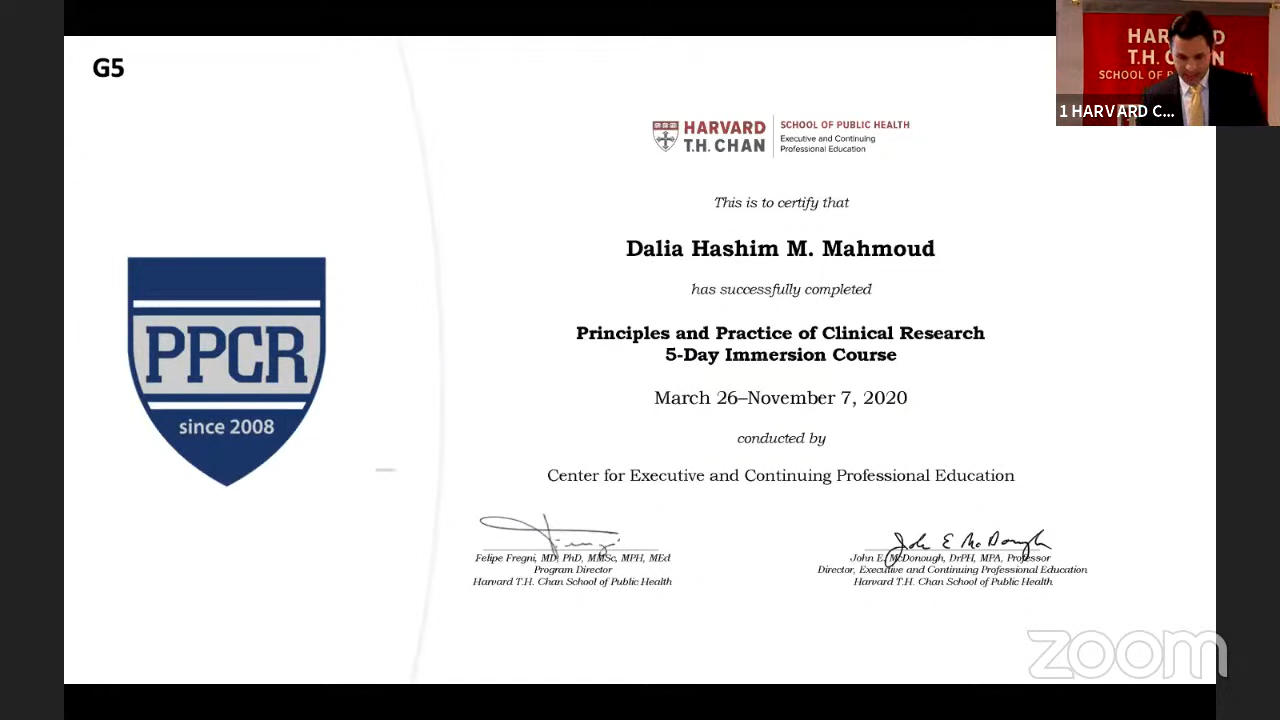 G5
HARVARD
T.H. CHAN
SCHOOL OF PUBLIC HEALTH
Executive and Continuing
Professional Education
This is to certify that
Dalia Hashim M. Mahmoud
has successfully completed
Principles and Practice of Clinical Research
5-Day Immersion Course
March 26–November 7, 2020
conducted by
Center for Executive and Continuing Professional Education
Felipe Fregni, MD, PhD, MMSc, MPH, MEd
Program Director
Harvard T.H. Chan School of Public Health
John E. McDonough
John E. McDonough, DrPH, MPA, Professor
Director, Executive and Continuing Professional Education
Harvard T.H. Chan School of Public Health
PPCR
since 2008
T.H.
SCHOOL OF
1 HARVARD C...
zoom